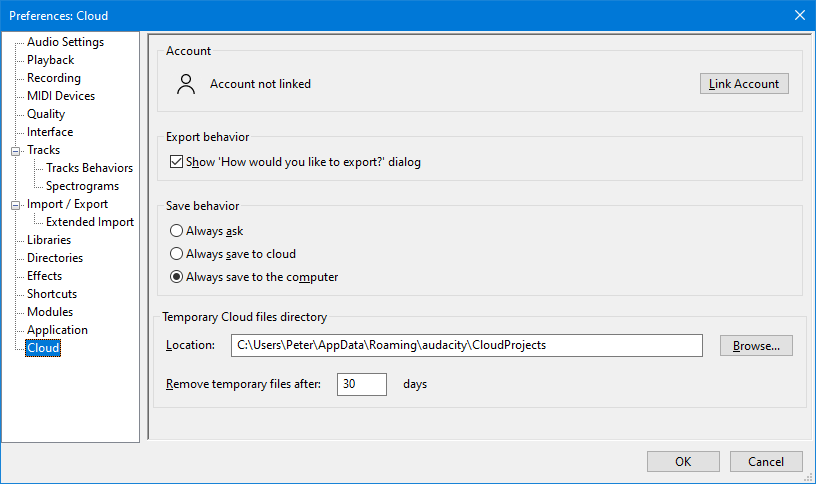 Preferences: Cloud
Audio Settings
Playback
Recording
MIDI Devices
Quality
Interface
Tracks
Tracks Behaviors
Spectrograms
Import / Export
Extended Import
Libraries
Directories
Effects
Shortcuts
Modules
Application
Cloud
Account
Account not linked
Link Account
Export behavior
Show 'How would you like to export?' dialog
Save behavior
Always ask
Always save to cloud
Always save to the computer
Temporary Cloud files directory
Location: C:\Users\Peter\AppData\Roaming\audacity\CloudProjects Browse...
Remove temporary files after: 30 days
OK Cancel